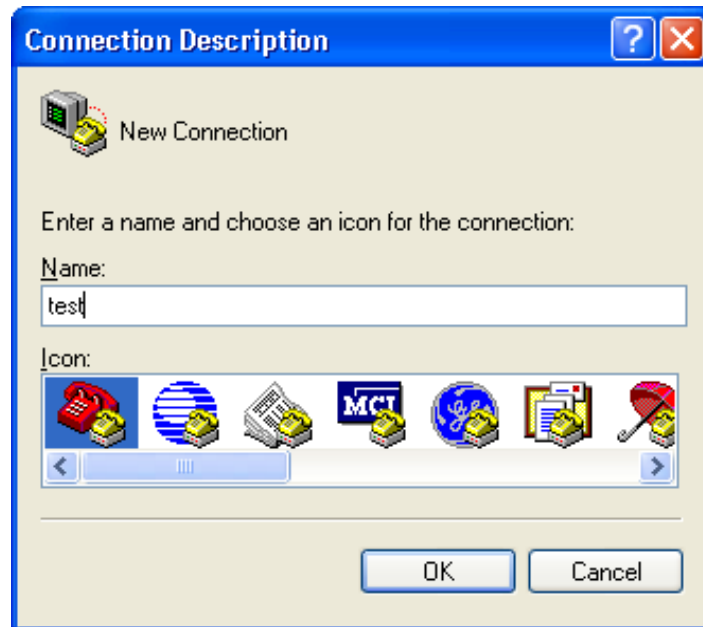 Connection Description
New Connection
Enter a name and choose an icon for the connection:
Name:
test
Icon:
MCI
OK
Cancel